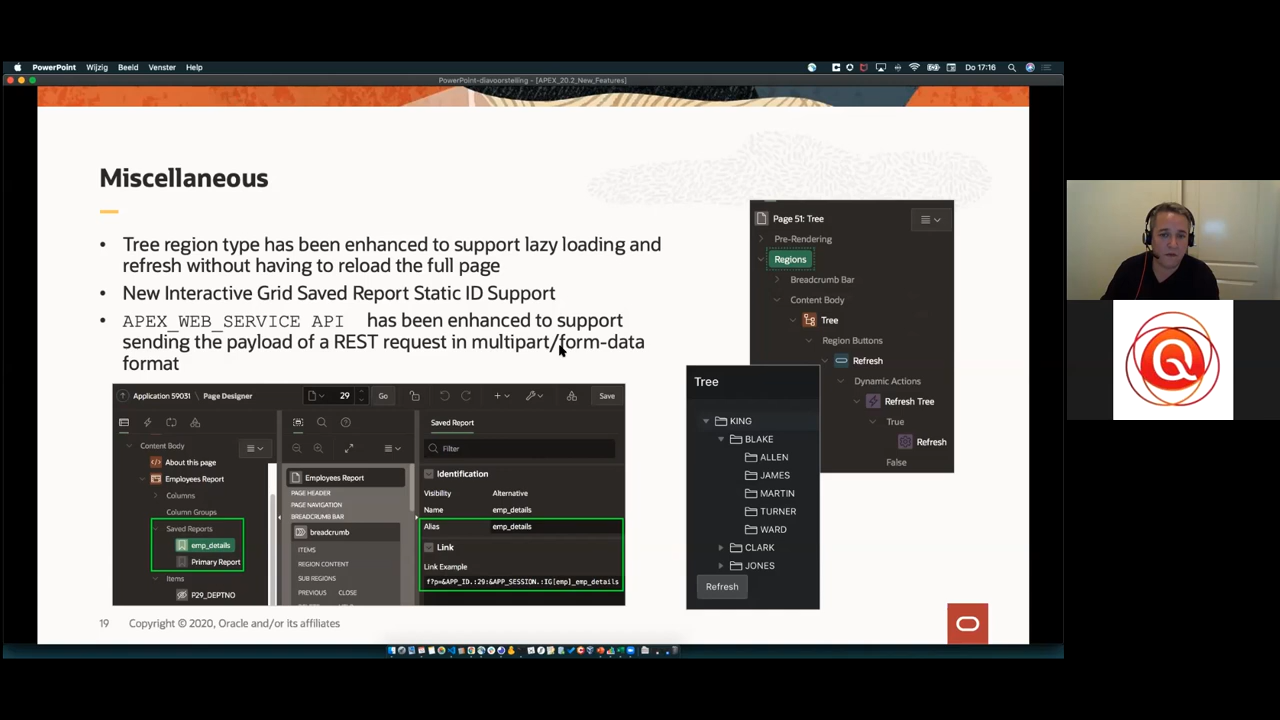 PowerPoint Wijzig Beeld Venster Help Do 17:16
PowerPoint-diavoorstelling - [APEX_20.2_New_Features]
Miscellaneous
• Tree region type has been enhanced to support lazy loading and
refresh without having to reload the full page
• New Interactive Grid Saved Report Static ID Support
• APEX_WEB_SERVICE API has been enhanced to support
sending the payload of a REST request in multipart/form-data
format
Application 59031 \ Page Designer
29
Go
Save
Content Body
About this page
Employees Report
Columns
Column Groups
Saved Reports
emp_details
Primary Report
Items
P29_DEPTNO
Employees Report
PAGE HEADER
PAGE NAVIGATION
BREADCRUMB BAR
breadcrumb
ITEMS
REGION CONTENT
SUB REGIONS
PREVIOUS CLOSE
Saved Report
Filter
Identification
Visibility Alternative
Name emp_details
Alias emp_details
Link
Link Example
f?p=&APP_ID.:29:&APP_SESSION.:IG[emp]_emp_details
Page 51: Tree
Pre-Rendering
Regions
Breadcrumb Bar
Content Body
Tree
Region Buttons
Refresh
Dynamic Actions
Refresh Tree
True
Refresh
False
Tree
KING
BLAKE
ALLEN
JAMES
MARTIN
TURNER
WARD
CLARK
JONES
Refresh
19 Copyright © 2020, Oracle and/or its affiliates